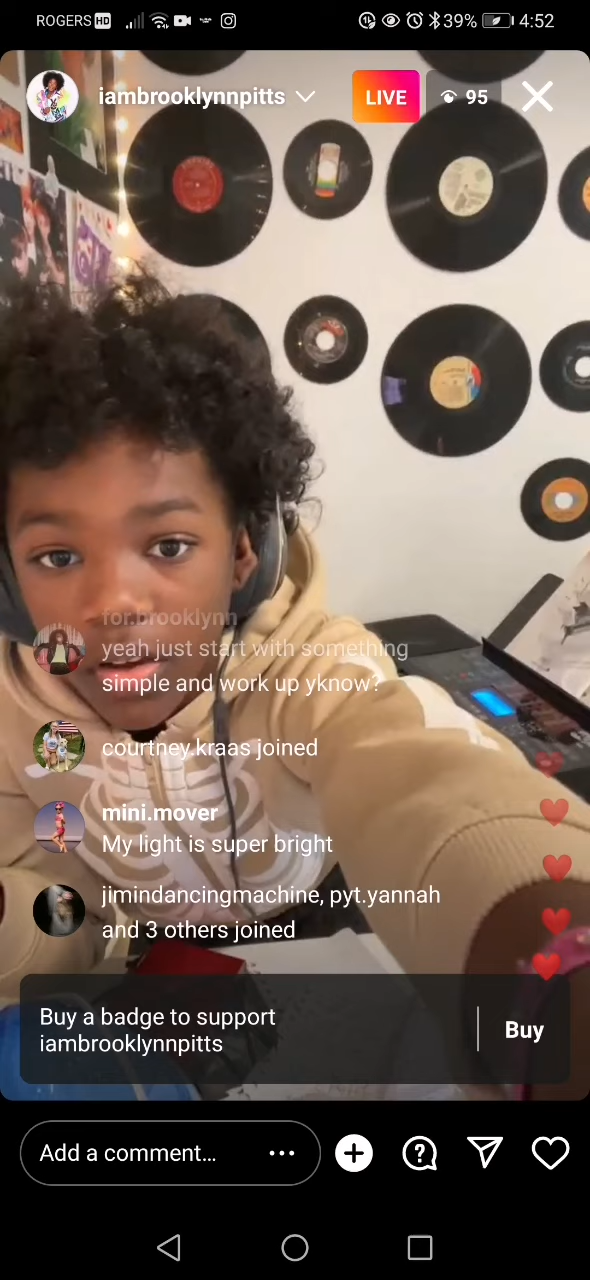 ROGERS HD
39% 4:52
iambrooklynnpitts
LIVE
95
for.brooklynn
yeah just start with something
simple and work up yknow?
courtney.kraas joined
mini.mover
My light is super bright
jimindancingmachine, pyt.yannah
and 3 others joined
Buy a badge to support
iambrooklynnpitts
Buy
Add a comment...